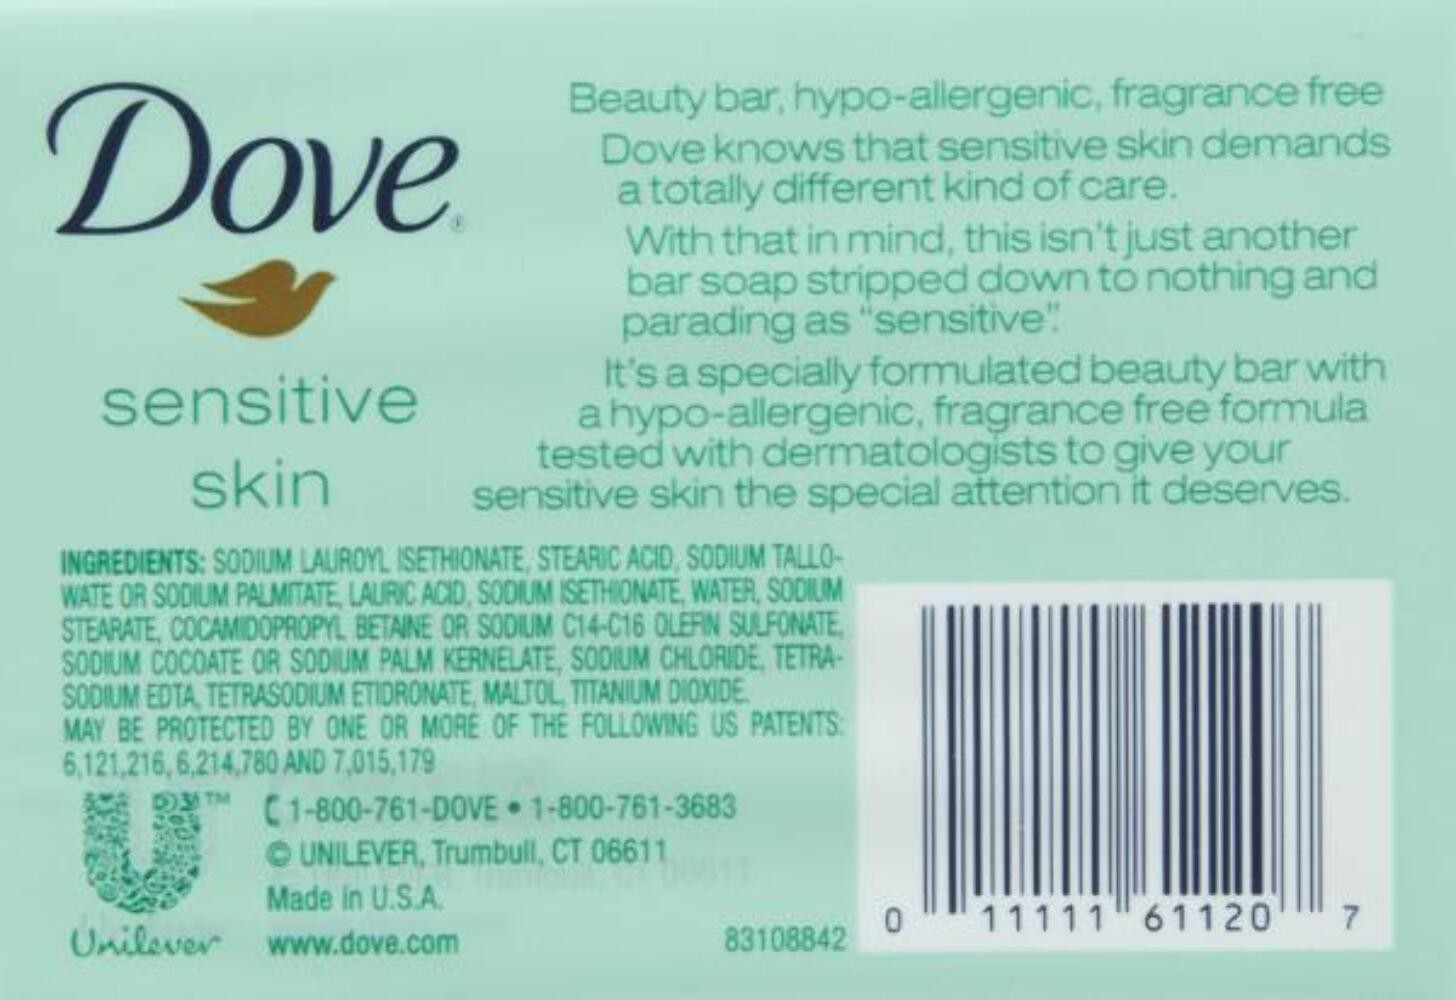 Dove®
sensitive
skin
Beauty bar, hypo-allergenic, fragrance free
Dove knows that sensitive skin demands
a totally different kind of care.
With that in mind, this isn't just another
bar soap stripped down to nothing and
parading as "sensitive".
It's a specially formulated beauty bar with
a hypo-allergenic, fragrance free formula
tested with dermatologists to give your
sensitive skin the special attention it deserves.
INGREDIENTS: SODIUM LAUROYL ISETHIONATE, STEARIC ACID, SODIUM TALLO-
WATE OR SODIUM PALMITATE, LAURIC ACID, SODIUM ISETHIONATE, WATER, SODIUM
STEARATE, COCAMIDOPROPYL BETAINE OR SODIUM C14-C16 OLEFIN SULFONATE,
SODIUM COCOATE OR SODIUM PALM KERNELATE, SODIUM CHLORIDE, TETRA-
SODIUM EDTA, TETRASODIUM ETIDRONATE, MALTOL, TITANIUM DIOXIDE.
MAY BE PROTECTED BY ONE OR MORE OF THE FOLLOWING US PATENTS:
6,121,216, 6,214,780 AND 7,015,179
TM
1-800-761-DOVE • 1-800-761-3683
© UNILEVER, Trumbull, CT 06611
Made in U.S.A.
Unilever
www.dove.com
83108842
0 11111 61120 7